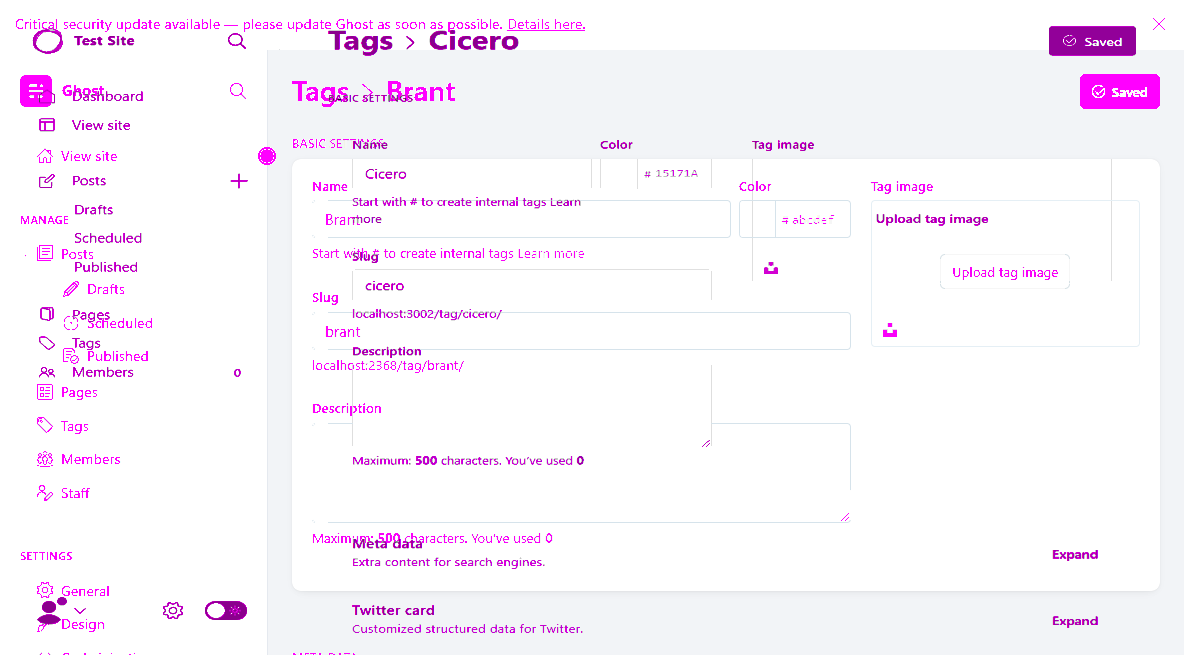 Critical security update available — please update Ghost as soon as possible. Details here.
Test Site
Tags > Cicero
Saved
Ghost
Dashboard
BASIC SETTINGS
Tags > Brant
Saved
View site
BASIC SETTINGS
Name
Color
Tag image
View site
Cicero
# 15171A
Posts
Name
Color
Tag image
Start with # to create internal tags Learn
more
Drafts
MANAGE
Brant
# abcdef
Upload tag image
Scheduled
Posts
Start with # to create internal tags Learn more
Slug
Published
Upload tag image
Drafts
cicero
Slug
Pages
localhost:3002/tag/cicero/
Scheduled
brant
Tags
Description
Published
localhost:2368/tag/brant/
Members
0
Pages
Description
Tags
Members
Maximum: 500 characters. You've used 0
Staff
Maximum: 500 characters. You've used 0
Meta data
Extra content for search engines.
Expand
SETTINGS
General
Twitter card
Customized structured data for Twitter.
Expand
Design
META DATA